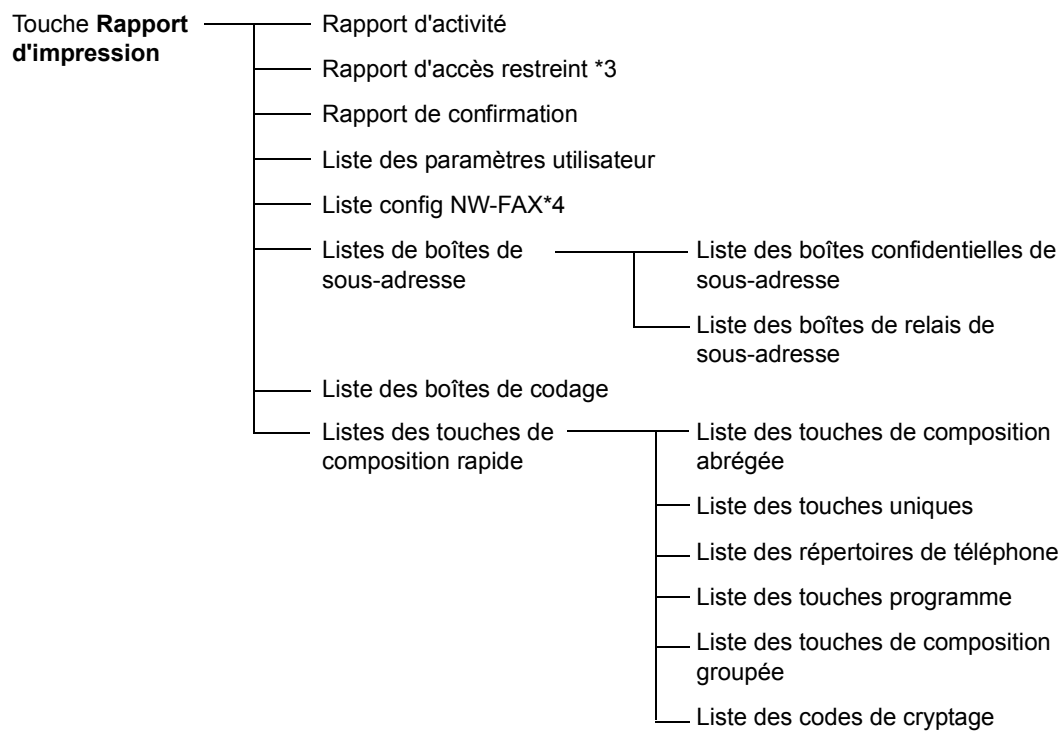 Touche Rapport
d'impression
Rapport d'activité
Rapport d'accès restreint *3
Rapport de confirmation
Liste des paramètres utilisateur
Liste config NW-FAX*4
Listes de boîtes de
sous-adresse
Liste des boîtes confidentielles de
sous-adresse
Liste des boîtes de relais de
sous-adresse
Liste des boîtes de codage
Listes des touches de
composition rapide
Liste des touches de composition
abrégée
Liste des touches uniques
Liste des répertoires de téléphone
Liste des touches programme
Liste des touches de composition
groupée
Liste des codes de cryptage